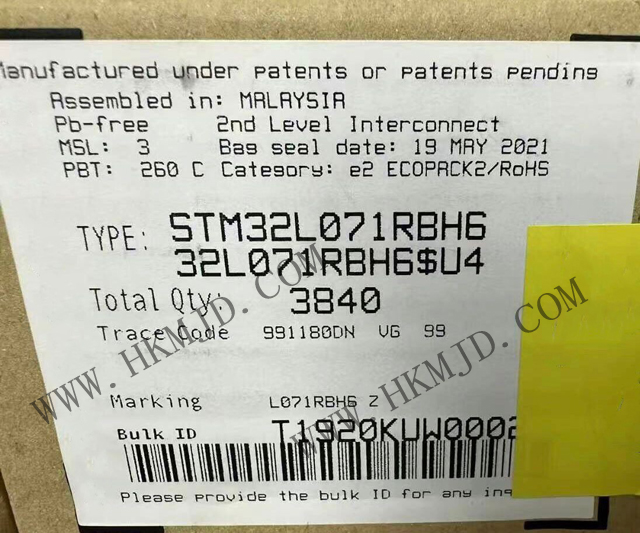 Manufactured under patents or patents pending
Assembled in: MALAYSIA
Pb-free 2nd Level Interconnect
MSL: 3 Bag seal date: 19 MAY 2021
PBT: 260 C Category: e2 ECOPACK2/RoHS
TYPE: STM32L071RBH6
32L071RBH6$U4
Total Qty: 3840
Trace Code 991180DN VG 99
Marking L071RBH6 Z
Bulk ID T1920KUW0002
Please provide the bulk ID for any
WWW.HKMJD.COM
WWW.HKMJD.COM